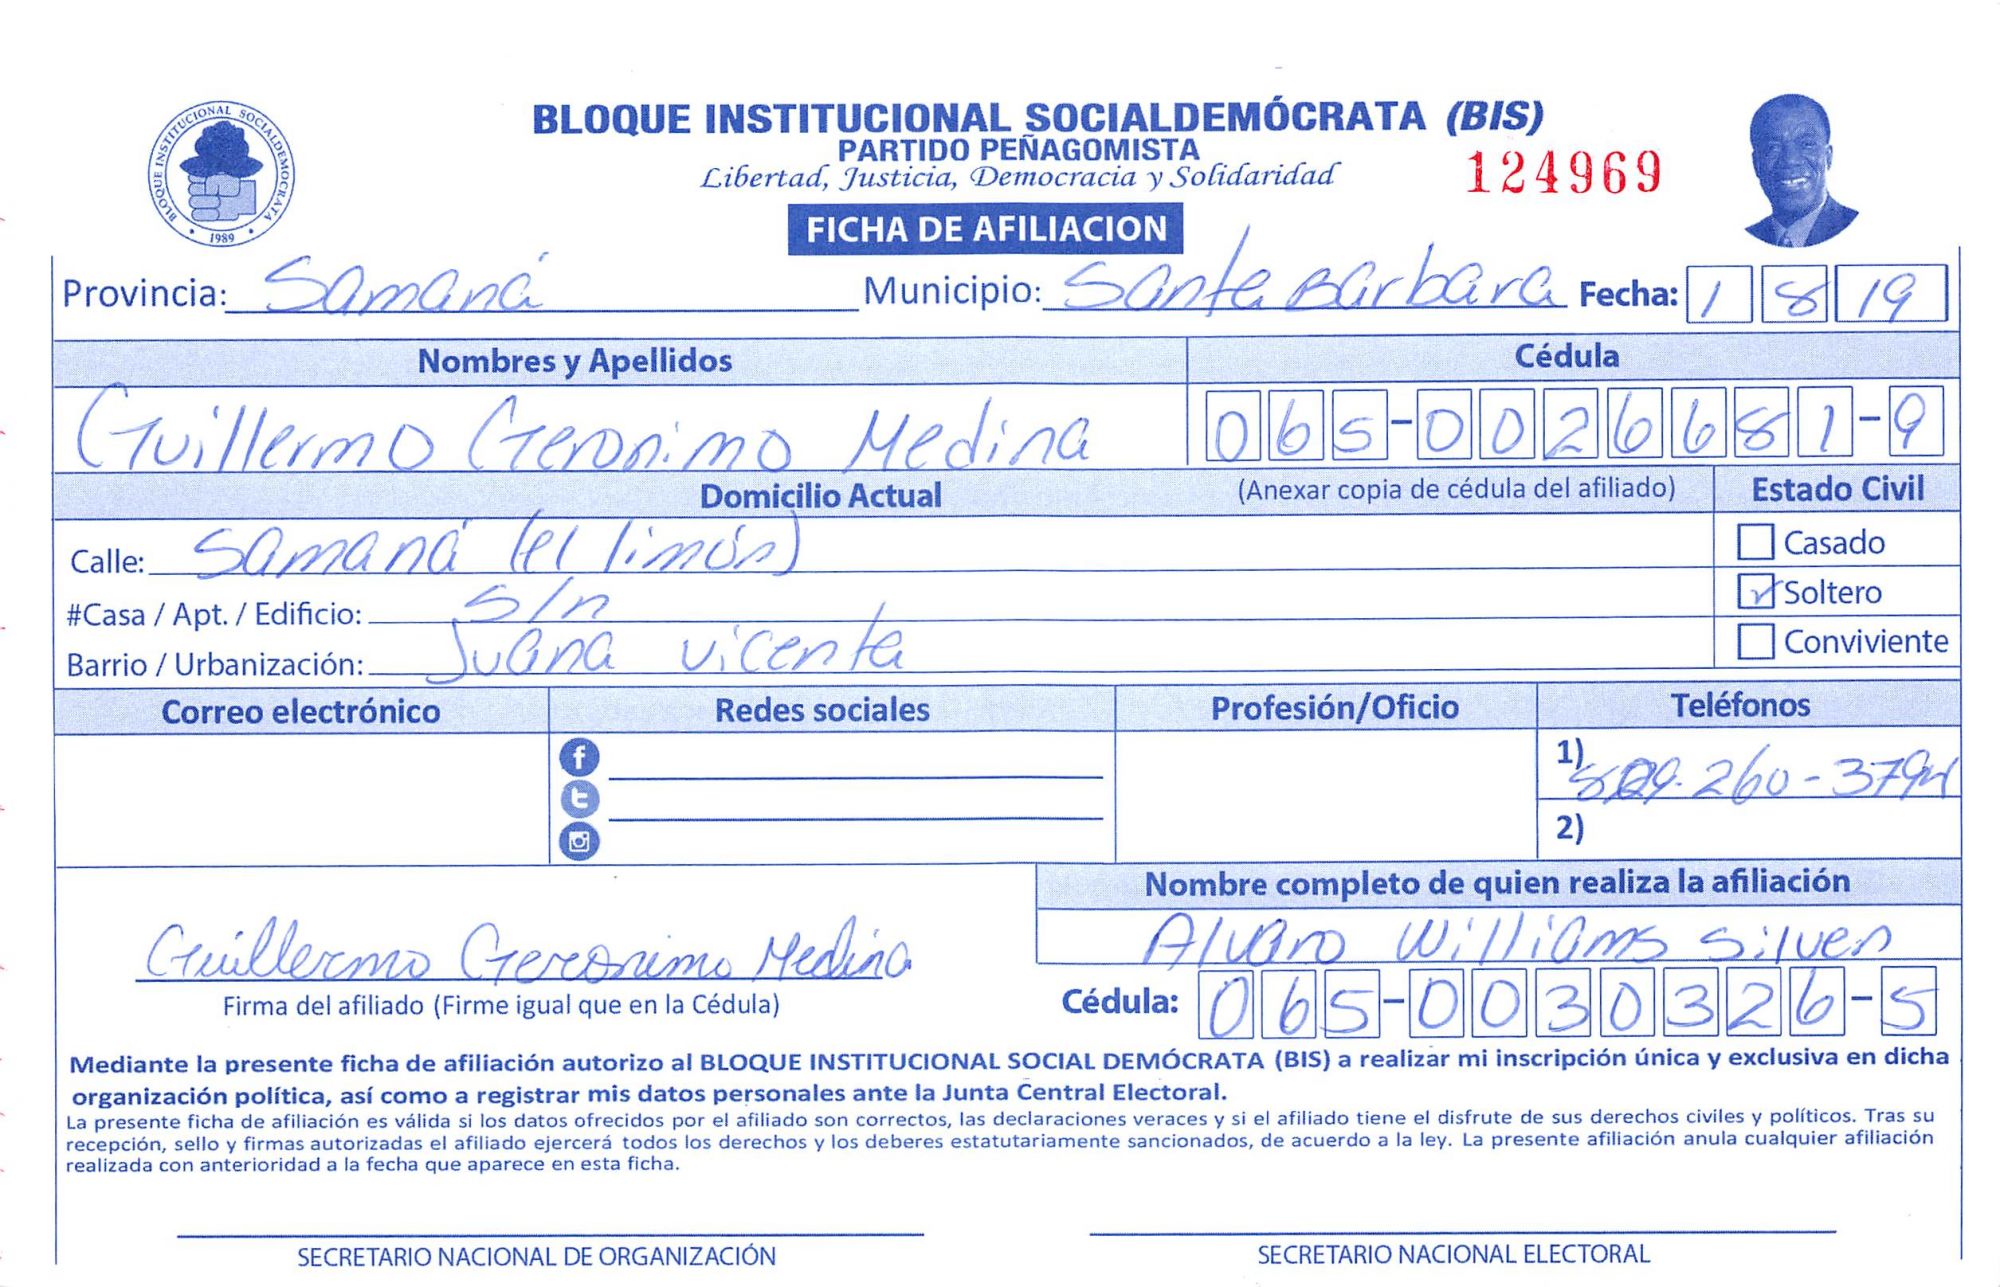 BLOQUE INSTITUCIONAL SOCIALDEMÓCRATA (BIS)
PARTIDO PEÑAGOMISTA
Libertad, Justicia, Democracia y Solidaridad
124969
FICHA DE AFILIACION
BLOQUE INSTITUCIONAL SOCIALDEMOCRATA
1989
Provincia: Samaná Municipio: Santa Bárbara Fecha: 1 8 19
Nombres y Apellidos Cédula
Guillermo Geronimo Medina 065-0026681-9
Domicilio Actual (Anexar copia de cédula del afiliado) Estado Civil
Calle: Samaná (el limón) Casado
#Casa / Apt. / Edificio: S/n Soltero
Barrio / Urbanización: Juana vicenta Conviviente
Correo electrónico Redes sociales Profesión/Oficio Teléfonos
1) 829-260-3794
2)
Nombre completo de quien realiza la afiliación
Alvaro Williams
Guillermo Geronimo Medina
Firma del afiliado (Firme igual que en la Cédula) Cédula: 065-0030326-5
Mediante la presente ficha de afiliación autorizo al BLOQUE INSTITUCIONAL SOCIAL DEMÓCRATA (BIS) a realizar mi inscripción única y exclusiva en dicha
organización política, así como a registrar mis datos personales ante la Junta Central Electoral.
La presente ficha de afiliación es válida si los datos ofrecidos por el afiliado son correctos, las declaraciones veraces y si el afiliado tiene el disfrute de sus derechos civiles y políticos. Tras su
recepción, sello y firmas autorizadas el afiliado ejercerá todos los derechos y los deberes estatutariamente sancionados, de acuerdo a la ley. La presente afiliación anula cualquier afiliación
realizada con anterioridad a la fecha que aparece en esta ficha.
SECRETARIO NACIONAL DE ORGANIZACIÓN SECRETARIO NACIONAL ELECTORAL